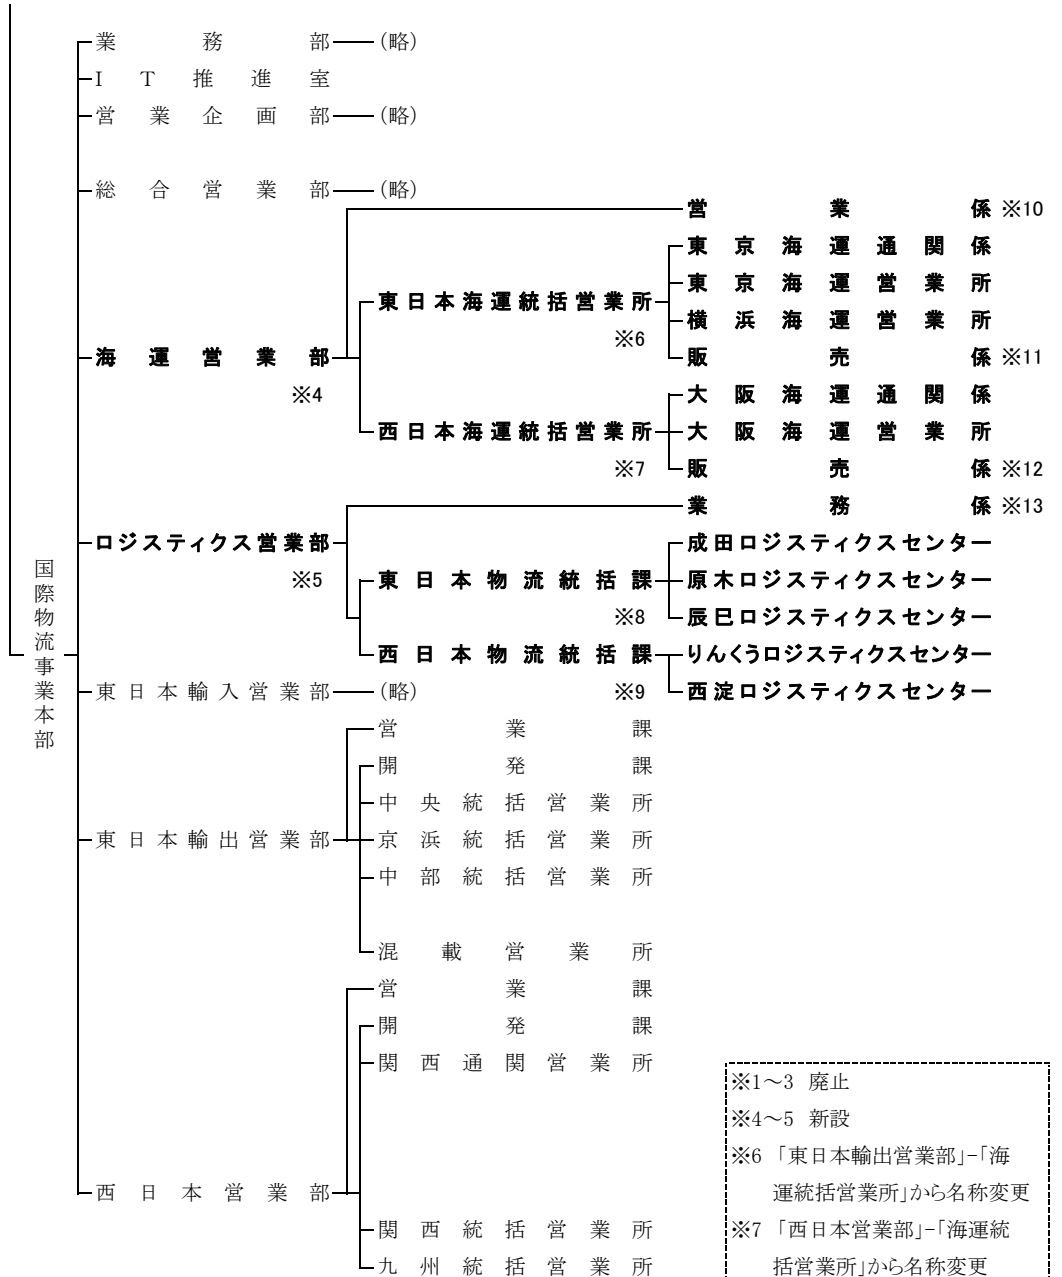 業務部 (略)
IT推進室
営業企画部 (略)
総合営業部 (略)
営業係 ※10
東京海運通関係
東京海運営業所
東日本海運統括営業所
横浜海運営業所
※6
海運営業部
販売係 ※11
※4
大阪海運通関係
西日本海運統括営業所
大阪海運営業所
※7
販売係 ※12
業務係 ※13
ロジスティクス営業部
成田ロジスティクスセンター
※5
東日本物流統括課
原木ロジスティクスセンター
※8
辰巳ロジスティクスセンター
国際物流事業本部
西日本物流統括課
りんくうロジスティクスセンター
東日本輸入営業部 (略)
※9
西淀ロジスティクスセンター
営業課
開発課
中央統括営業所
東日本輸出営業部
京浜統括営業所
中部統括営業所
混載営業所
営業課
開発課
関西通関営業所
西日本営業部
関西統括営業所
九州統括営業所
※1~3 廃止
※4~5 新設
※6 「東日本輸出営業部」-「海
運統括営業所」から名称変更
※7 「西日本営業部」-「海運統
括営業所」から名称変更